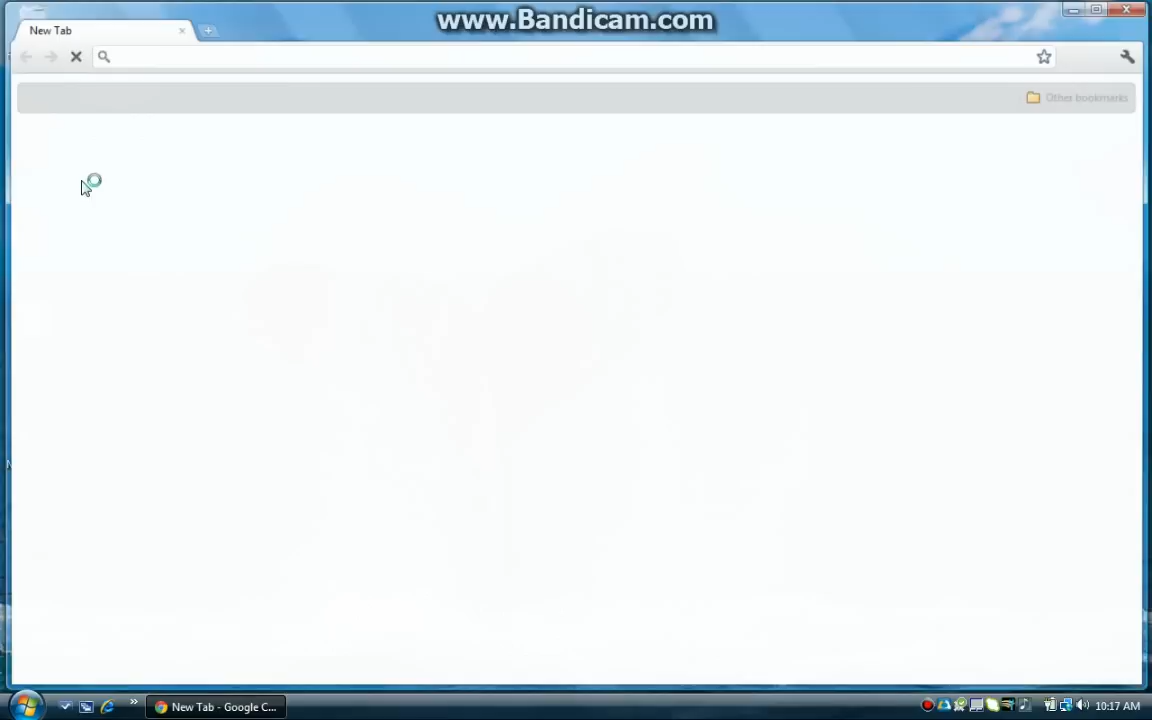 www.Bandicam.com
New Tab
Other bookmarks
New Tab - Google C...
10:17 AM